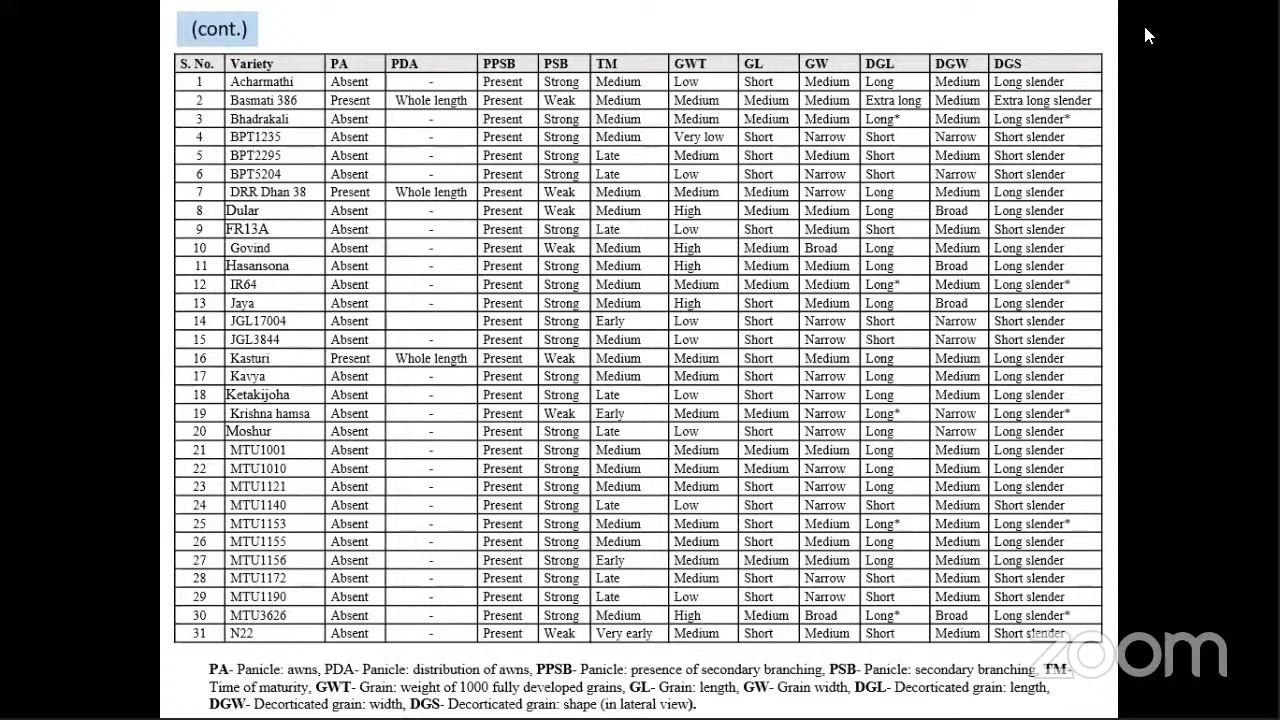 (cont.)
S. No. Variety PA PDA PPSB PSB TM GWT GL GW DGL DGW DGS
1 Acharmathi Absent - Present Strong Medium Low Short Medium Long Medium Long slender
2 Basmati 386 Present Whole length Present Weak Medium Medium Medium Medium Extra long Medium Extra long slender
3 Bhadrakali Absent - Present Strong Medium Medium Medium Medium Long* Medium Long slender*
4 BPT1235 Absent - Present Strong Medium Very low Short Narrow Short Narrow Short slender
5 BPT2295 Absent - Present Strong Late Medium Short Medium Short Medium Short slender
6 BPT5204 Absent - Present Strong Late Low Short Narrow Short Narrow Short slender
7 DRR Dhan 38 Present Whole length Present Weak Medium Medium Medium Narrow Long Medium Long slender
8 Dular Absent - Present Weak Medium High Medium Medium Long Broad Long slender
9 FR13A Absent - Present Strong Late Low Short Medium Short Medium Short slender
10 Govind Absent - Present Weak Medium High Medium Broad Long Medium Long slender
11 Hasansona Absent - Present Strong Medium High Medium Medium Long Broad Long slender
12 IR64 Absent - Present Strong Medium Medium Medium Medium Long* Medium Long slender*
13 Jaya Absent - Present Strong Medium High Short Medium Long Broad Long slender
14 JGL17004 Absent Present Strong Early Low Short Narrow Short Narrow Short slender
15 JGL3844 Absent - Present Strong Medium Low Short Narrow Short Narrow Short slender
16 Kasturi Present Whole length Present Weak Medium Medium Short Medium Long Medium Long slender
17 Kavya Absent - Present Strong Medium Medium Short Narrow Long Medium Long slender
18 Ketakijoha Absent - Present Strong Late Low Short Narrow Long Medium Long slender
19 Krishna hamsa Absent - Present Weak Early Medium Medium Narrow Long* Narrow Long slender*
20 Moshur Absent - Present Strong Late Low Short Narrow Long Narrow Long slender
21 MTU1001 Absent - Present Strong Medium Medium Medium Medium Long Medium Long slender
22 MTU1010 Absent - Present Strong Medium Medium Medium Narrow Long Medium Long slender
23 MTU1121 Absent - Present Strong Medium Medium Short Narrow Long Medium Long slender
24 MTU1140 Absent - Present Strong Late Low Short Narrow Short Medium Short slender
25 MTU1153 Absent - Present Strong Medium Medium Short Medium Long* Medium Long slender*
26 MTU1155 Absent - Present Strong Medium Medium Short Medium Long Medium Long slender
27 MTU1156 Absent - Present Strong Early Medium Medium Medium Long Medium Long slender
28 MTU1172 Absent - Present Strong Late Medium Short Narrow Short Medium Short slender
29 MTU1190 Absent - Present Strong Late Low Short Narrow Short Medium Short slender
30 MTU3626 Absent - Present Strong Medium High Medium Broad Long* Broad Long slender*
31 N22 Absent - Present Weak Very early Medium Short Medium Short Medium Short slender
zoom
PA- Panicle: awns, PDA- Panicle: distribution of awns, PPSB- Panicle: presence of secondary branching, PSB- Panicle: secondary branching, TM-
Time of maturity, GWT- Grain: weight of 1000 fully developed grains, GL- Grain: length, GW- Grain width, DGL- Decorticated grain: length,
DGW- Decorticated grain: width, DGS- Decorticated grain: shape (in lateral view).